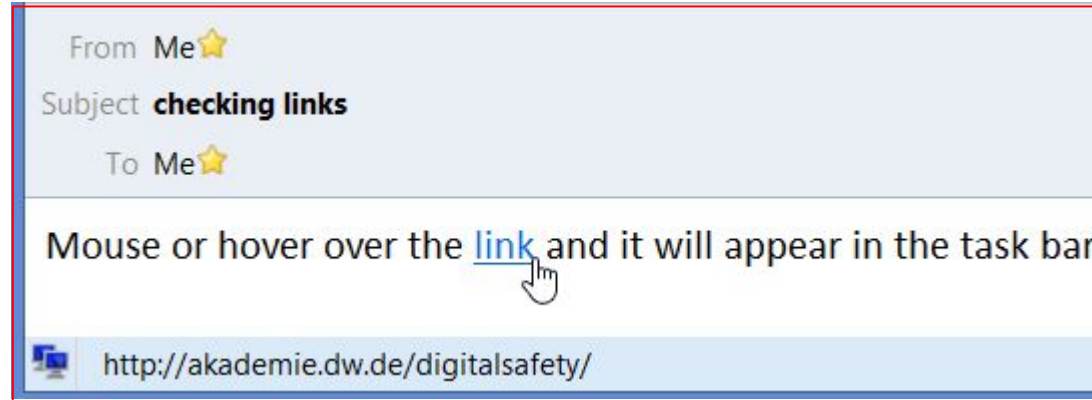 From Me
Subject checking links
To Me
Mouse or hover over the link and it will appear in the task bar
http://akademie.dw.de/digitalsafety/